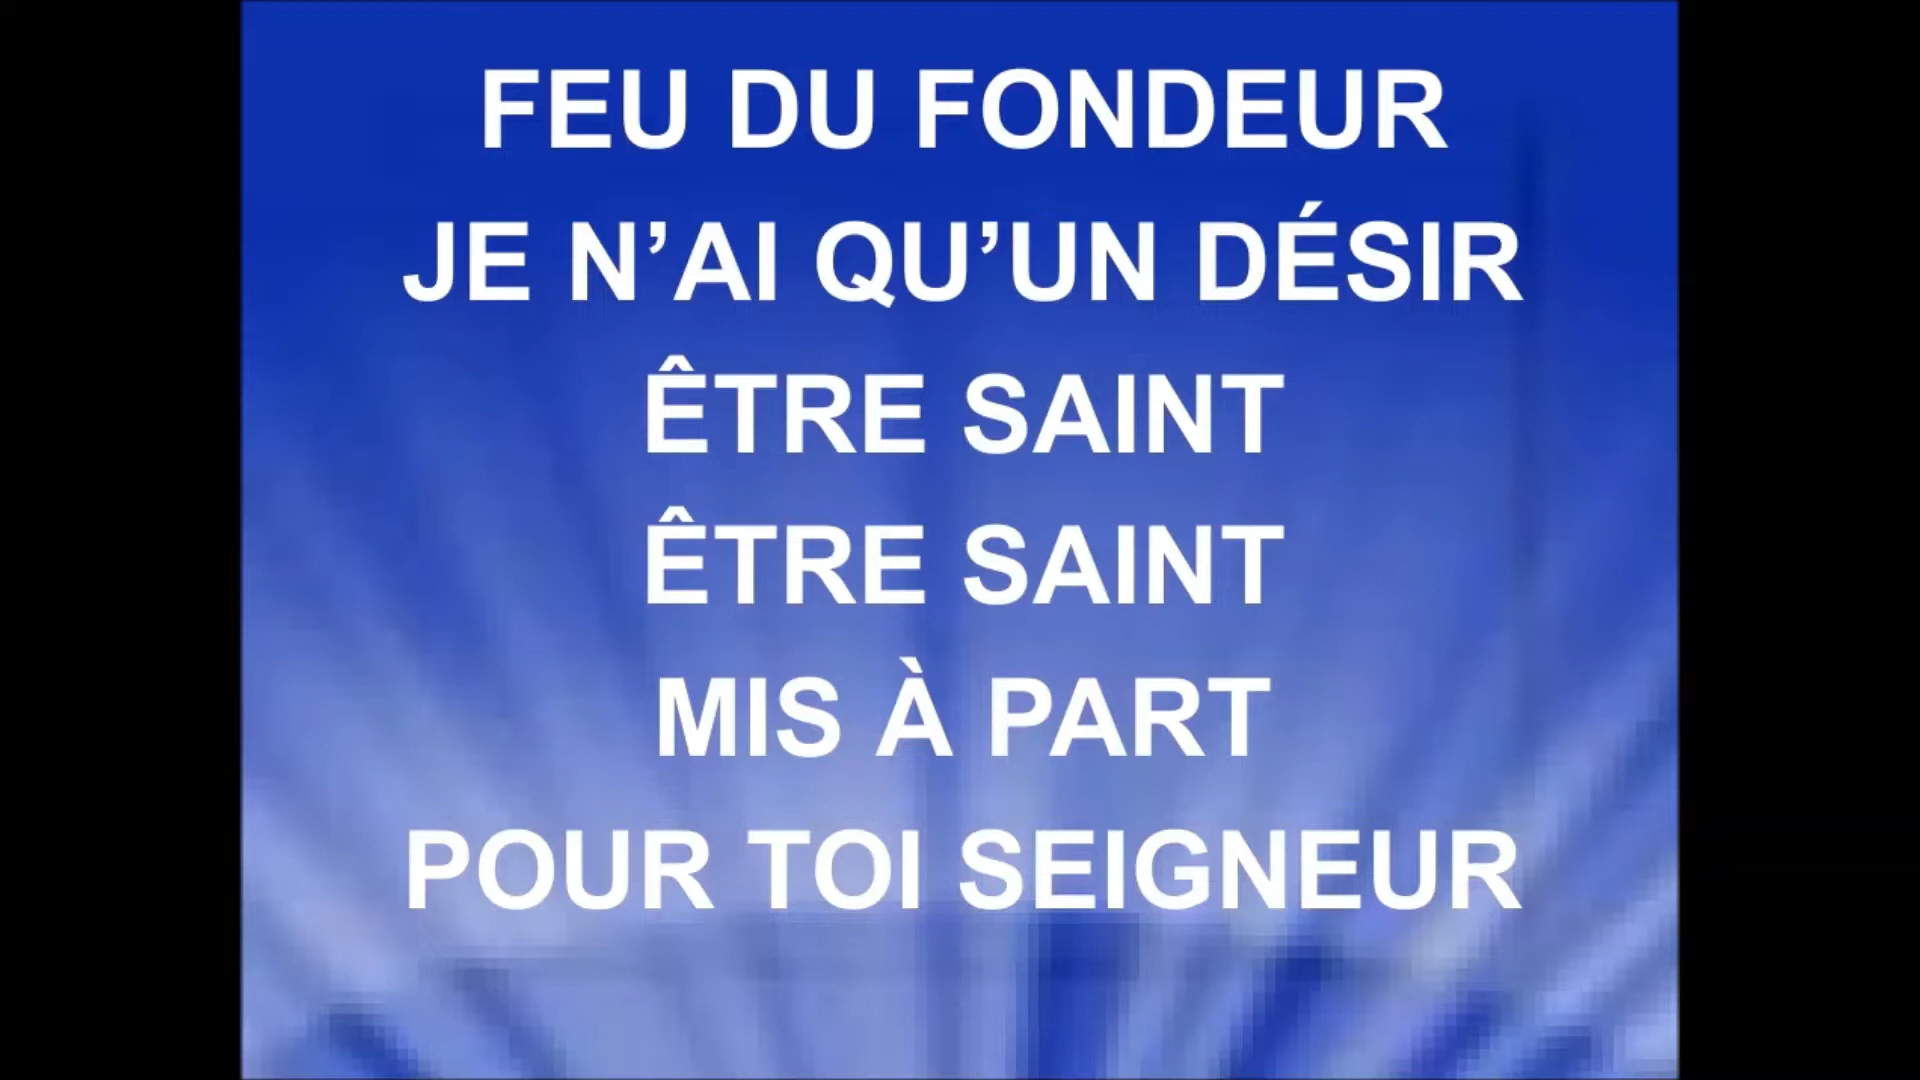 FEU DU FONDEUR
JE N’AI QU’UN DÉSIR
ÊTRE SAINT
ÊTRE SAINT
MIS À PART
POUR TOI SEIGNEUR